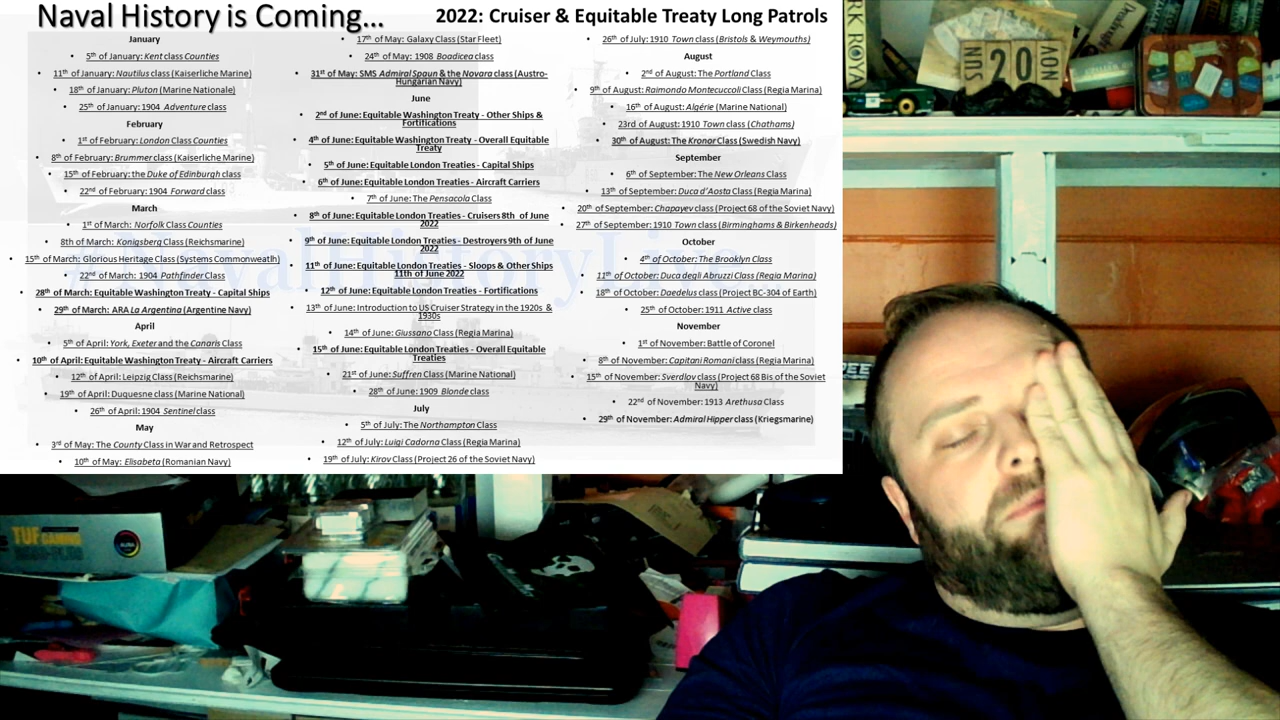 Naval History is Coming...
2022: Cruiser & Equitable Treaty Long Patrols
January
• 5th of January: Kent class Counties
• 11th of January: Nautilus class (Kaiserliche Marine)
• 18th of January: Pluton (Marine Nationale)
• 25th of January: 1904 Adventure class
February
• 1st of February: London Class Counties
• 8th of February: Brummer class (Kaiserliche Marine)
• 15th of February: the Duke of Edinburgh class
• 22nd of February: 1904 Forward class
March
• 1st of March: Norfolk Class Counties
• 8th of March: Konigsberg Class (Reichsmarine)
• 15th of March: Glorious Heritage Class (Systems Commonwealth)
• 22nd of March: 1904 Pathfinder Class
• 28th of March: Equitable Washington Treaty - Capital Ships
• 29th of March: ARA La Argentina (Argentine Navy)
April
• 5th of April: York, Exeter and the Canaris Class
• 10th of April: Equitable Washington Treaty - Aircraft Carriers
• 12th of April: Leipzig Class (Reichsmarine)
• 19th of April: Duquesne class (Marine National)
• 26th of April: 1904 Sentinel class
May
• 3rd of May: The County Class in War and Retrospect
• 10th of May: Elisabeta (Romanian Navy)
• 17th of May: Galaxy Class (Star Fleet)
• 24th of May: 1908 Boadicea class
• 31st of May: SMS Admiral Spaun & the Novara class (Austro-
Hungarian Navy)
June
• 2nd of June: Equitable Washington Treaty - Other Ships &
Fortifications
• 4th of June: Equitable Washington Treaty - Overall Equitable
Treaty
• 5th of June: Equitable London Treaties - Capital Ships
• 6th of June: Equitable London Treaties - Aircraft Carriers
• 7th of June: The Pensacola Class
• 8th of June: Equitable London Treaties - Cruisers 8th of June
2022
• 9th of June: Equitable London Treaties - Destroyers 9th of June
2022
• 11th of June: Equitable London Treaties - Sloops & Other Ships
11th of June 2022
• 12th of June: Equitable London Treaties - Fortifications
• 13th of June: Introduction to US Cruiser Strategy in the 1920s &
1930s
• 14th of June: Giussano Class (Regia Marina)
• 15th of June: Equitable London Treaties - Overall Equitable
Treaties
• 21st of June: Suffren Class (Marine National)
• 28th of June: 1909 Blonde class
July
• 5th of July: The Northampton Class
• 12th of July: Luigi Cadorna Class (Regia Marina)
• 19th of July: Kirov Class (Project 26 of the Soviet Navy)
• 26th of July: 1910 Town class (Bristols & Weymouths)
August
• 2nd of August: The Portland Class
• 9th of August: Raimondo Montecuccoli Class (Regia Marina)
• 16th of August: Algérie (Marine National)
• 23rd of August: 1910 Town class (Chathams)
• 30th of August: The Kronor Class (Swedish Navy)
September
• 6th of September: The New Orleans Class
• 13th of September: Duca d'Aosta Class (Regia Marina)
• 20th of September: Chapayev class (Project 68 of the Soviet Navy)
• 27th of September: 1910 Town class (Birminghams & Birkenheads)
October
• 4th of October: The Brooklyn Class
• 11th of October: Duca degli Abruzzi Class (Regia Marina)
• 18th of October: Daedelus class (Project BC-304 of Earth)
• 25th of October: 1911 Active class
November
• 1st of November: Battle of Coronel
• 8th of November: Capitani Romani class (Regia Marina)
• 15th of November: Sverdlov class (Project 68 Bis of the Soviet
Navy)
• 22nd of November: 1913 Arethusa Class
• 29th of November: Admiral Hipper class (Kriegsmarine)
RK ROYA
SUN 20 NOV
TUF GAMING